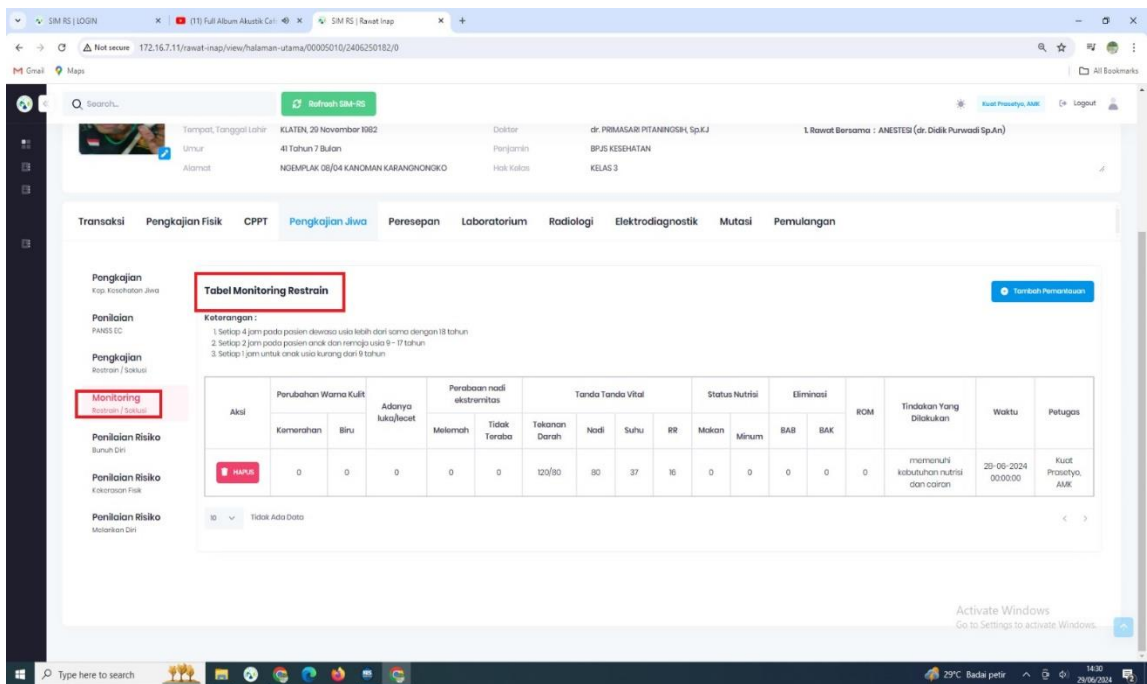 SIM RS | LOGIN
(11) Full Album Akustik Caf
SIM RS | Rawat Inap
Not secure 172.16.7.11/rawat-inap/view/halaman-utama/00005010/2406250182/0
Gmail Maps
All Bookmarks
Search...
Refresh SIM-RS
Kuat Prasetyo, AMK
Logout
Tempat, Tanggal Lahir KLATEN, 29 November 1982 Dokter dr. PRIMASARI PITANINGSIH, Sp.KJ 1. Rawat Bersama : ANESTESI (dr. Didik Purwadi Sp.An)
Umur 41 Tahun 7 Bulan Penjamin BPJS KESEHATAN
Alamat NGEMPLAK 08/04 KANOMAN KARANGNONGKO Hak Kelas KELAS 3
Transaksi Pengkajian Fisik CPPT Pengkajian Jiwa Peresepan Laboratorium Radiologi Elektrodiagnostik Mutasi Pemulangan
Pengkajian
Kep. Kesehatan Jiwa
Penilaian
PANSS EC
Pengkajian
Restrain / Seklusi
Monitoring
Restrain / Seklusi
Penilaian Risiko
Bunuh Diri
Penilaian Risiko
Kekerasan Fisik
Penilaian Risiko
Melarikan Diri
Tabel Monitoring Restrain
Tambah Pemantauan
Keterangan :
1. Setiap 4 jam pada pasien dewasa usia lebih dari sama dengan 18 tahun
2. Setiap 2 jam pada pasien anak dan remaja usia 9 - 17 tahun
3. Setiap 1 jam untuk anak usia kurang dari 9 tahun
Aksi
Perubahan Warna Kulit
Kemerahan Biru
Adanya
luka/lecet
Perabaan nadi
ekstremitas
Melemah
Tidak
Teraba
Tanda Tanda Vital
Tekanan
Darah
Nadi Suhu RR
Status Nutrisi
Makan Minum
Eliminasi
BAB BAK
ROM
Tindakan Yang
Dilakukan
Waktu
Petugas
HAPUS 0 0 0 0 0 120/80 80 37 16 0 0 0 0 0
memenuhi
kebutuhan nutrisi
dan cairan
28-06-2024
00:00:00
Kuat
Prasetyo,
AMK
10 Tidak Ada Data
Activate Windows
Go to Settings to activate Windows.
Type here to search
29°C Badai petir
14:30
29/06/2024